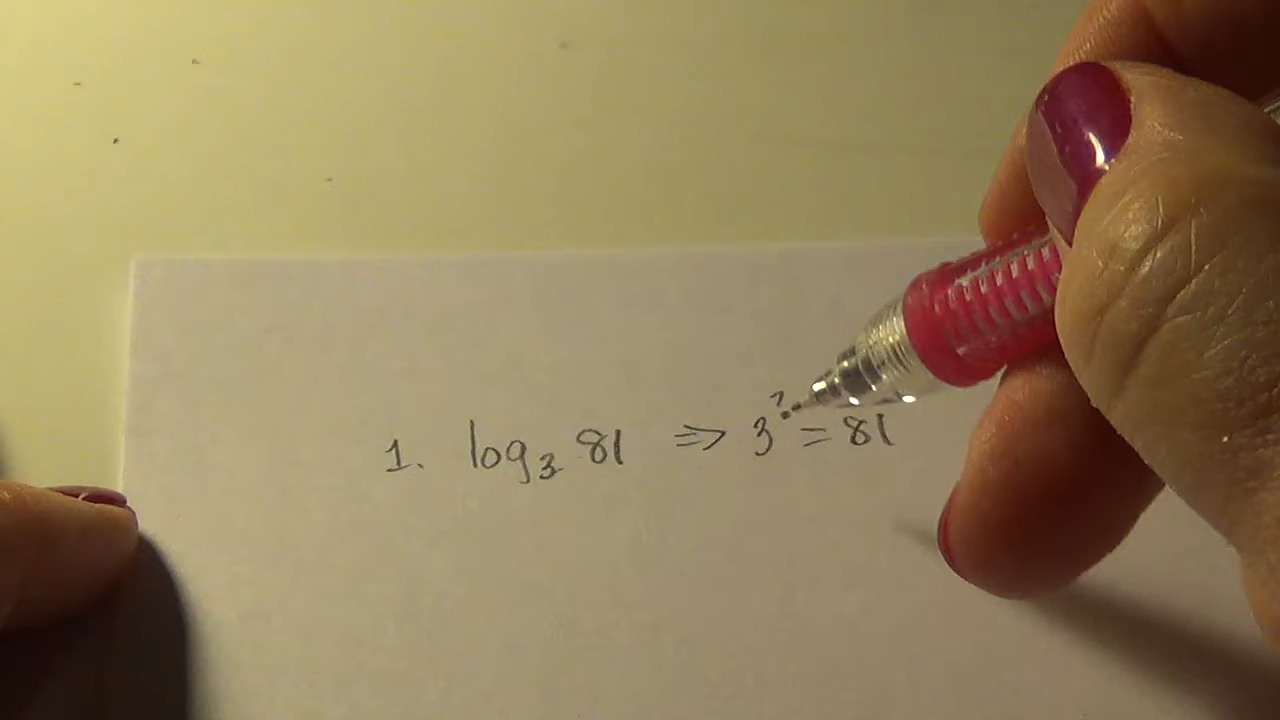 1. log₃ 81 ⇒ 3^? = 81